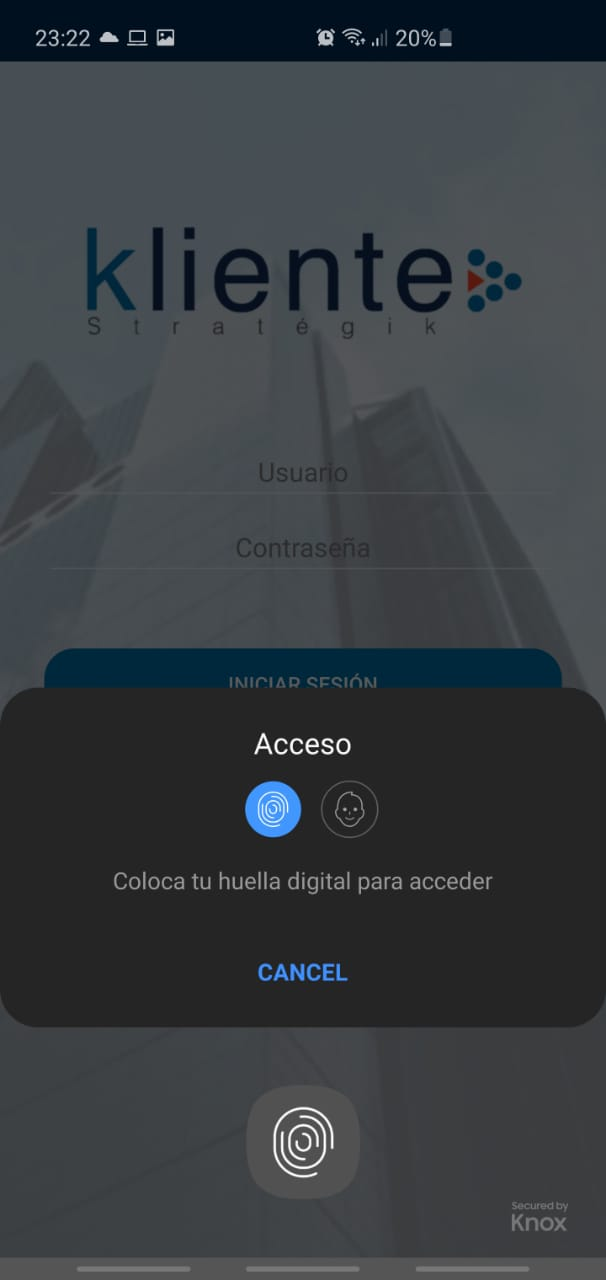 23:22
20%
kliente
Stratégik
Usuario
Contraseña
INICIAR SESIÓN
Acceso
Coloca tu huella digital para acceder
CANCEL
Secured by
Knox